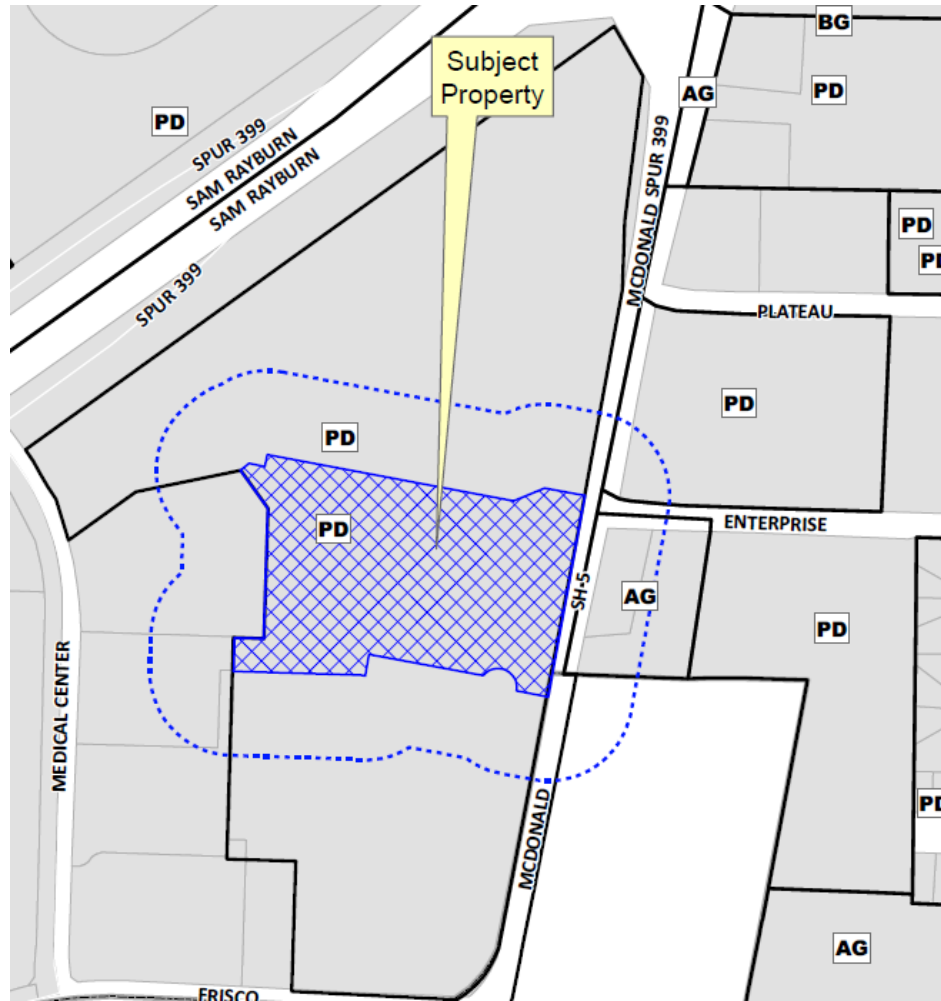 BG
Subject
Property
PD
AG
PD
SPUR 399
SAM RAYBURN
SAM RAYBURN
MCDONALD SPUR 399
PD
PD
SPUR 399
PLATEAU
PD
PD
PD
ENTERPRISE
SH-5
AG
PD
MEDICAL CENTER
PD
MCDONALD
AG
FRISCO